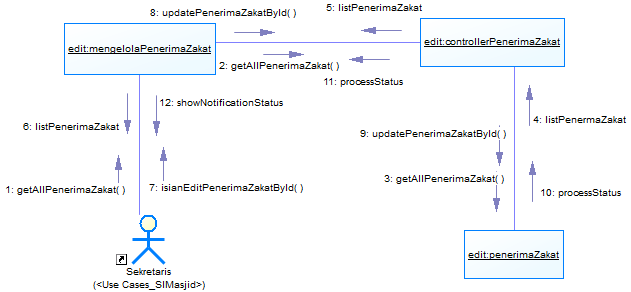 8: updatePenerimaZakatById( )
5: listPenerimaZakat
edit:mengelolaPenerimaZakat
edit:controllerPenerimaZakat
2: getAllPenerimaZakat( )
11: processStatus
12: showNotificationStatus
6: listPenerimaZakat
4: listPenermaZakat
9: updatePenerimaZakatById( )
3: getAllPenerimaZakat( )
1: getAllPenerimaZakat( )
7: isianEditPenerimaZakatById( )
10: processStatus
edit:penerimaZakat
Sekretaris
(<Use Cases_SIMasjid>)